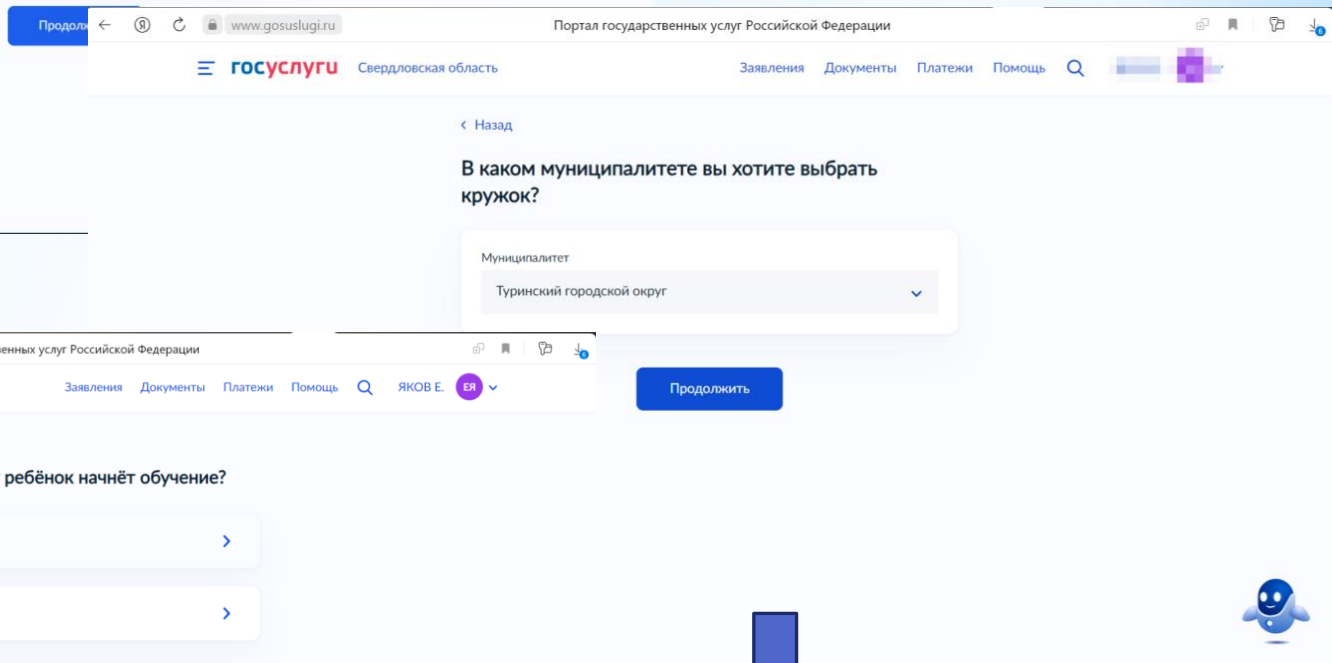 www.gosuslugi.ru
Портал государственных услуг Российской Федерации
6
госуслуги
Свердловская область
Заявления Документы Платежи Помощь
Назад
В каком муниципалитете вы хотите выбрать
кружок?
Муниципалитет
Туринский городской округ
Продолжить
услуг Российской Федерации
6
Заявления Документы Платежи Помощь
ЯКОВ Е. ЕЯ
ребёнок начнёт обучение?